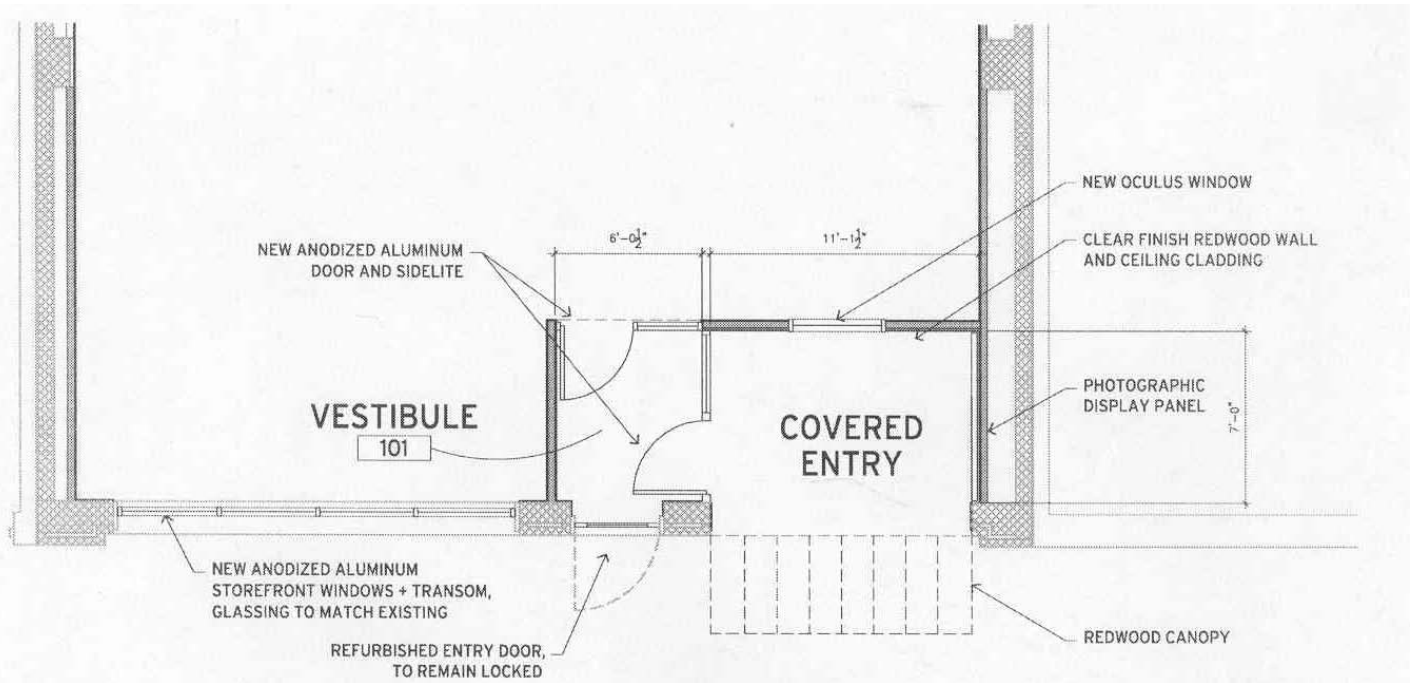 NEW OCULUS WINDOW
6'-0½"
11'-1½"
NEW ANODIZED ALUMINUM
DOOR AND SIDELITE
CLEAR FINISH REDWOOD WALL
AND CEILING CLADDING
VESTIBULE
101
COVERED
ENTRY
PHOTOGRAPHIC
DISPLAY PANEL
7'-0"
NEW ANODIZED ALUMINUM
STOREFRONT WINDOWS + TRANSOM,
GLASSING TO MATCH EXISTING
REFURBISHED ENTRY DOOR,
TO REMAIN LOCKED
REDWOOD CANOPY